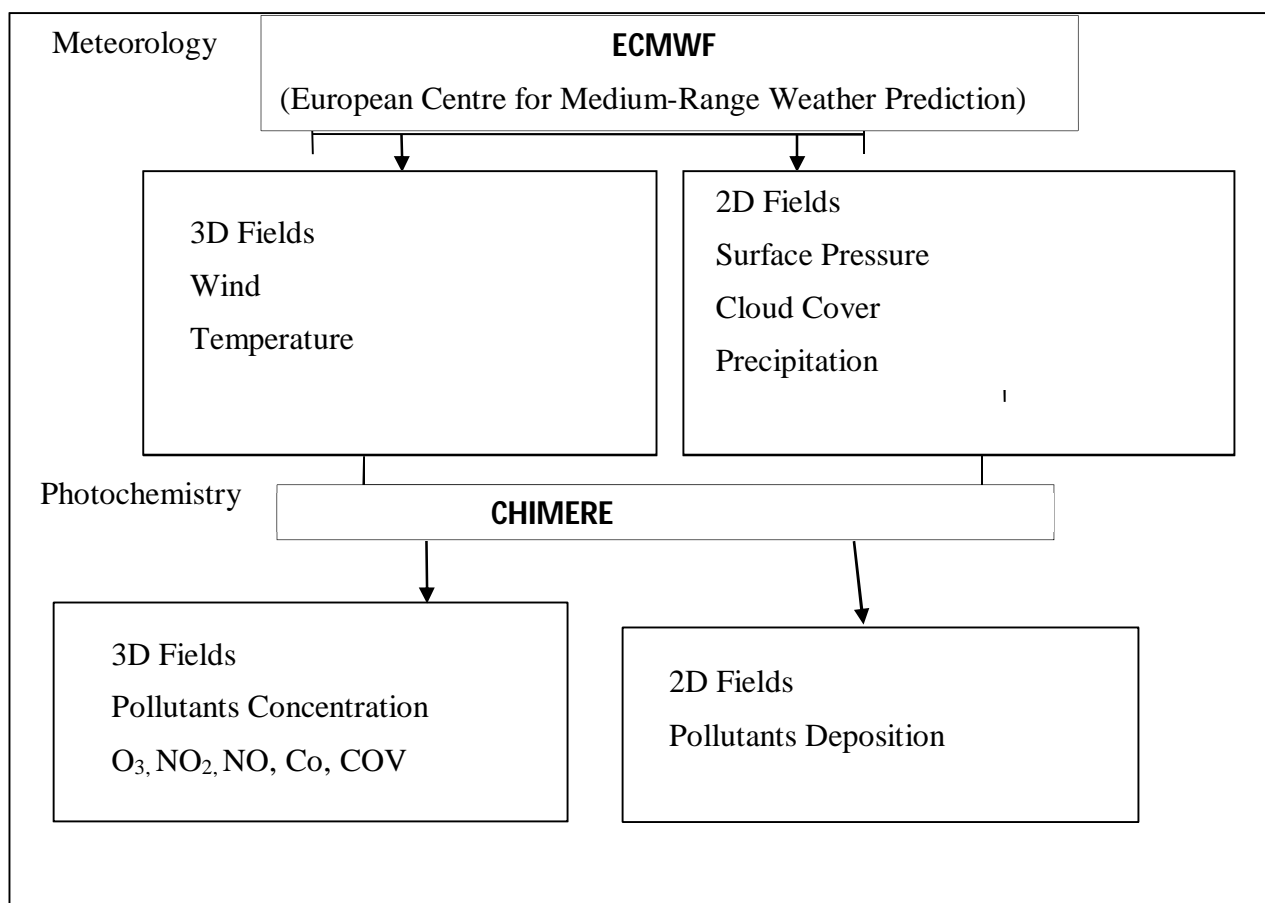 Meteorology
ECMWF
(European Centre for Medium-Range Weather Prediction)
3D Fields
Wind
Temperature
2D Fields
Surface Pressure
Cloud Cover
Precipitation
Photochemistry
CHIMERE
3D Fields
Pollutants Concentration
O₃, NO₂, NO, Co, COV
2D Fields
Pollutants Deposition